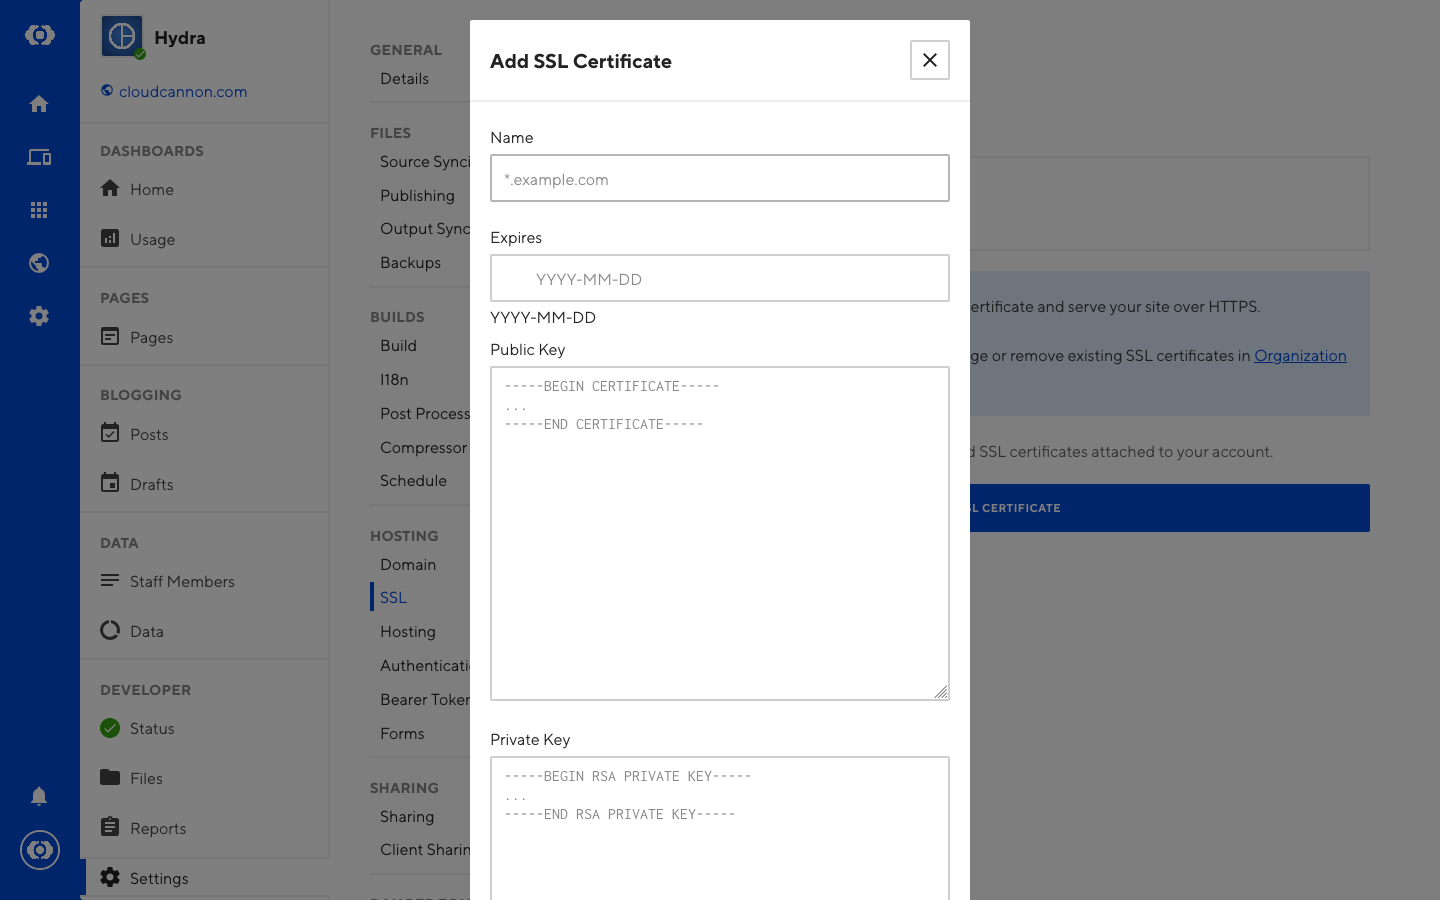 Hydra
cloudcannon.com
DASHBOARDS
Home
Usage
PAGES
Pages
BLOGGING
Posts
Drafts
DATA
Staff Members
Data
DEVELOPER
Status
Files
Reports
Settings
GENERAL
Details
FILES
Source Synci
Publishing
Output Sync
Backups
BUILDS
Build
I18n
Post Process
Compressor
Schedule
HOSTING
Domain
SSL
Hosting
Authenticati
Bearer Token
Forms
SHARING
Sharing
Client Sharin
Add SSL Certificate
Name
*.example.com
Expires
YYYY-MM-DD
YYYY-MM-DD
Public Key
-----BEGIN CERTIFICATE-----
...
-----END CERTIFICATE-----
Private Key
-----BEGIN RSA PRIVATE KEY-----
...
-----END RSA PRIVATE KEY-----
ertificate and serve your site over HTTPS.
ge or remove existing SSL certificates in Organization
d SSL certificates attached to your account.
SL CERTIFICATE